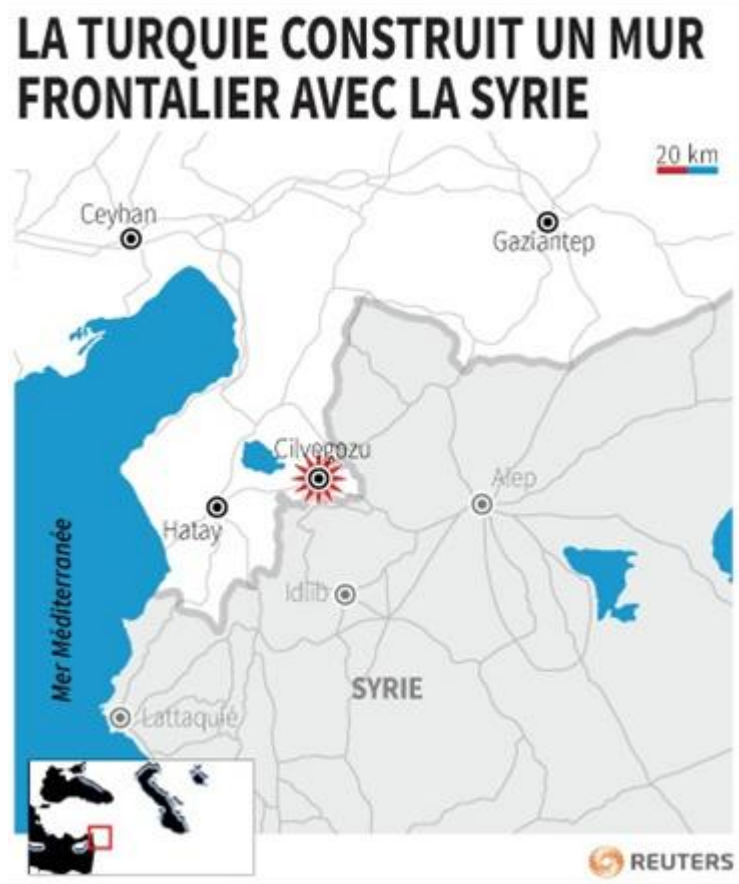 LA TURQUIE CONSTRUIT UN MUR
FRONTALIER AVEC LA SYRIE
20 km
Ceyhan
Gaziantep
Cilvegozu
Alep
Hatay
Mer Méditerranée
Idlib
SYRIE
Lattaquié
REUTERS